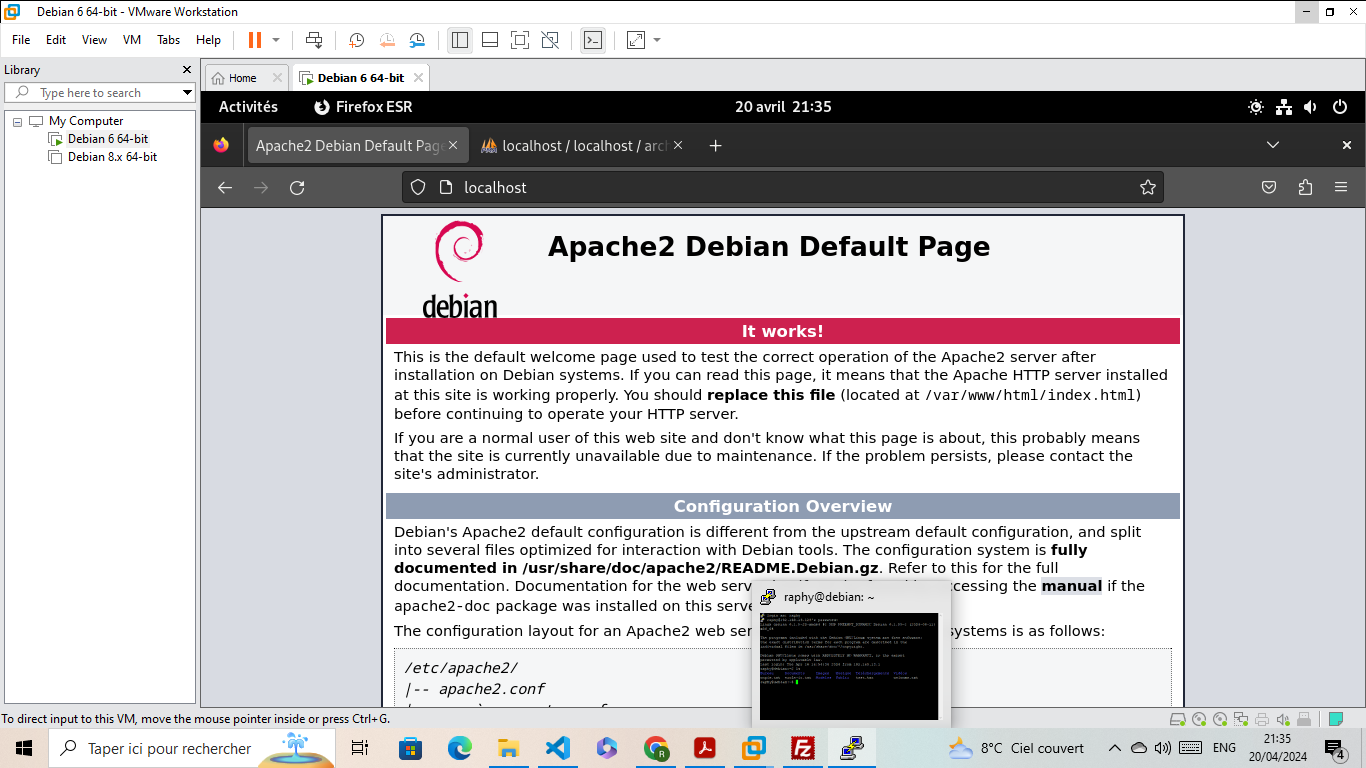 Debian 6 64-bit - VMware Workstation
File Edit View VM Tabs Help
Library
Type here to search
My Computer
Debian 6 64-bit
Debian 8.x 64-bit
Home
Debian 6 64-bit
Activités
Firefox ESR
20 avril 21:35
Apache2 Debian Default Page
localhost / localhost / arch
localhost
debian
Apache2 Debian Default Page
It works!
This is the default welcome page used to test the correct operation of the Apache2 server after
installation on Debian systems. If you can read this page, it means that the Apache HTTP server installed
at this site is working properly. You should replace this file (located at /var/www/html/index.html)
before continuing to operate your HTTP server.
If you are a normal user of this web site and don't know what this page is about, this probably means
that the site is currently unavailable due to maintenance. If the problem persists, please contact the
site's administrator.
Configuration Overview
Debian's Apache2 default configuration is different from the upstream default configuration, and split
into several files optimized for interaction with Debian tools. The configuration system is fully
documented in /usr/share/doc/apache2/README.Debian.gz. Refer to this for the full
documentation. Documentation for the web accessing the manual if the
apache2-doc package was installed on this
The configuration layout for an Apache2 web systems is as follows:
/etc/apache2/
|-- apache2.conf
raphy@debian: ~
To direct input to this VM, move the mouse pointer inside or press Ctrl+G.
Taper ici pour rechercher
8°C Ciel couvert
ENG
21:35
20/04/2024
4